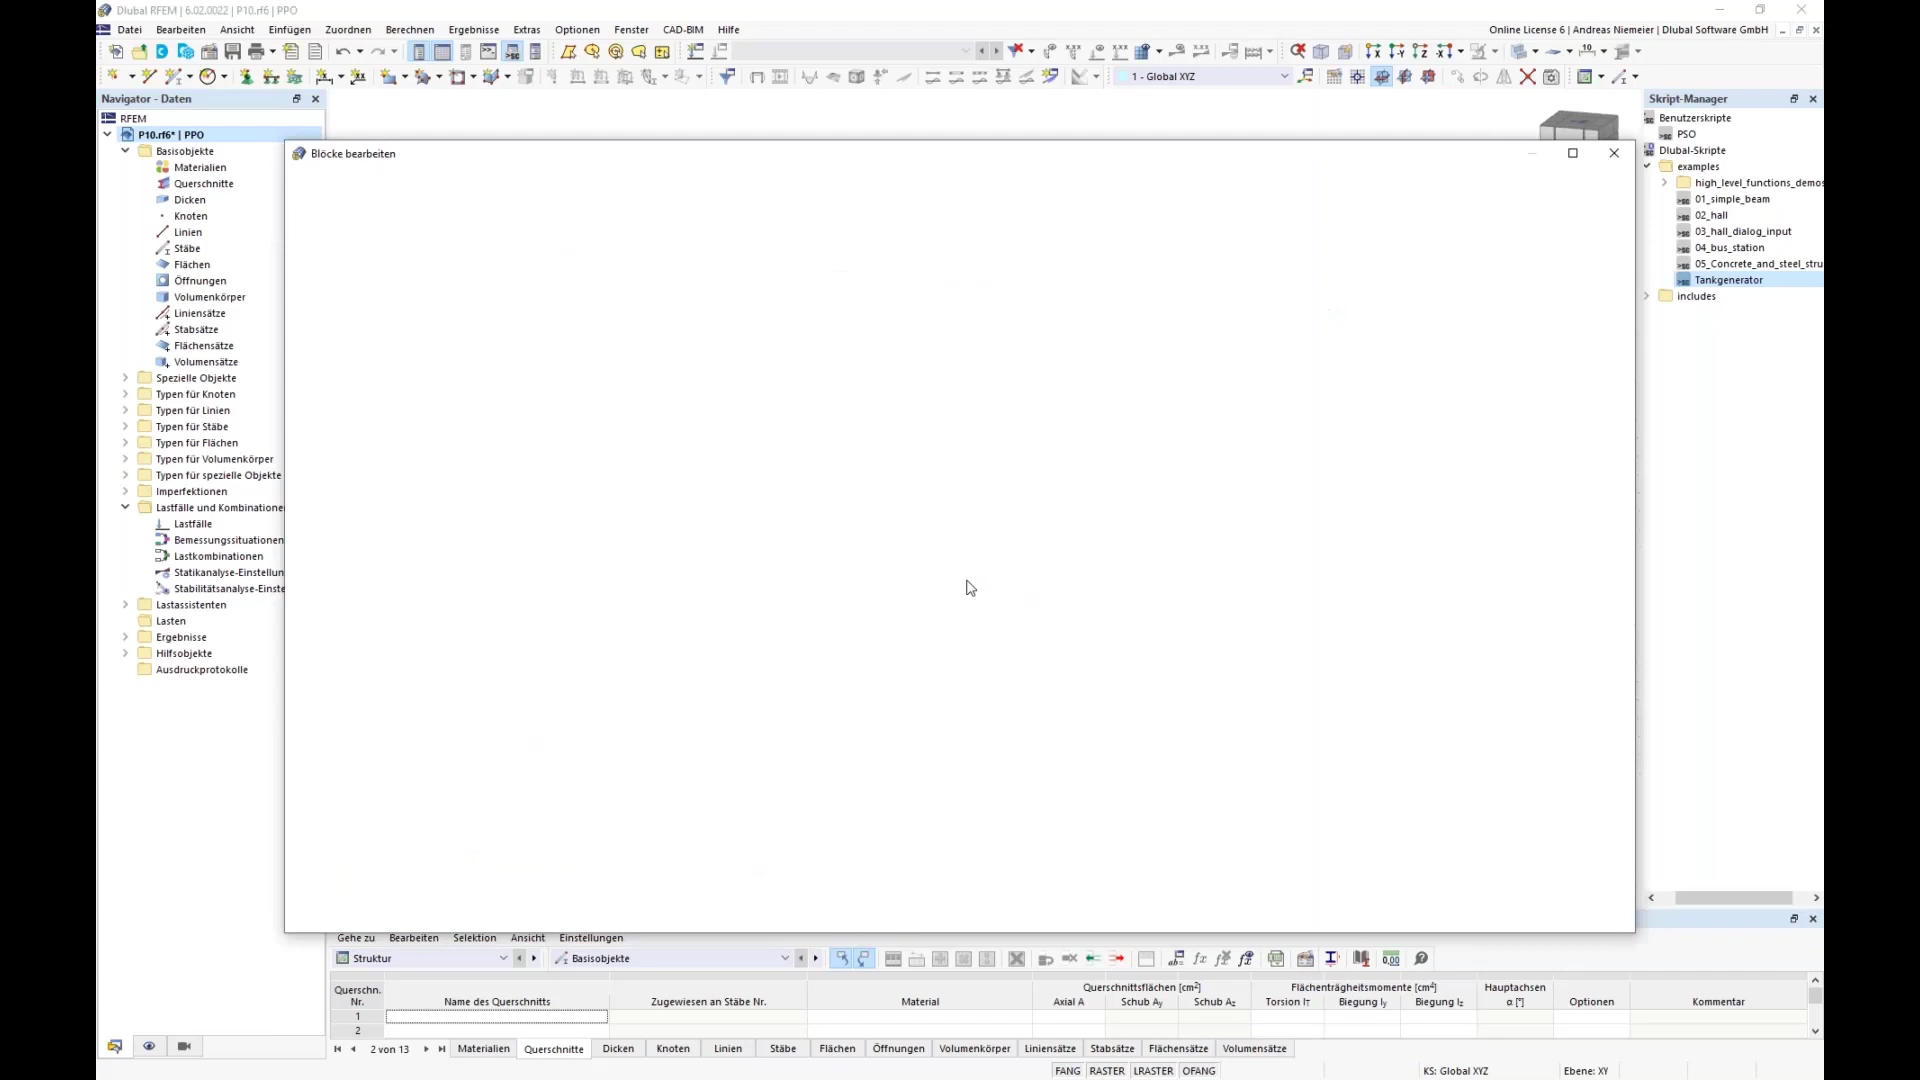 Dlubal RFEM | 6.02.0022 | P10.rf6 | PPO
Datei Bearbeiten Ansicht Einfügen Zuordnen Berechnen Ergebnisse Extras Optionen Fenster CAD-BIM Hilfe
Online License 6 | Andreas Niemeier | Dlubal Software GmbH
1 - Global XYZ
Navigator - Daten
RFEM
P10.rf6* | PPO
Basisobjekte
Materialien
Querschnitte
Dicken
Knoten
Linien
Stäbe
Flächen
Öffnungen
Volumenkörper
Liniensätze
Stabsätze
Flächensätze
Volumensätze
Spezielle Objekte
Typen für Knoten
Typen für Linien
Typen für Stäbe
Typen für Flächen
Typen für Volumenkörper
Typen für spezielle Objekte
Imperfektionen
Lastfälle und Kombinatione
Lastfälle
Bemessungssituationen
Lastkombinationen
Statikanalyse-Einstellun
Stabilitätsanalyse-Einste
Lastassistenten
Lasten
Ergebnisse
Hilfsobjekte
Ausdruckprotokolle
Blöcke bearbeiten
Skript-Manager
Benutzerskripte
PSO
Dlubal-Skripte
examples
high_level_functions_demos
01_simple_beam
02_hall
03_hall_dialog_input
04_bus_station
05_Concrete_and_steel_stru
Tankgenerator
includes
Gehe zu Bearbeiten Selektion Ansicht Einstellungen
Struktur Basisobjekte
Querschn. Querschnittsflächen [cm²] Flächenträgheitsmomente [cm⁴] Hauptachsen
Nr. Name des Querschnitts Zugewiesen an Stäbe Nr. Material Axial A Schub Ay Schub Az Torsion IT Biegung Iy Biegung Iz α [°] Optionen Kommentar
1
2
2 von 13 Materialien Querschnitte Dicken Knoten Linien Stäbe Flächen Öffnungen Volumenkörper Liniensätze Stabsätze Flächensätze Volumensätze
FANG RASTER LRASTER OFANG KS: Global XYZ Ebene: XY